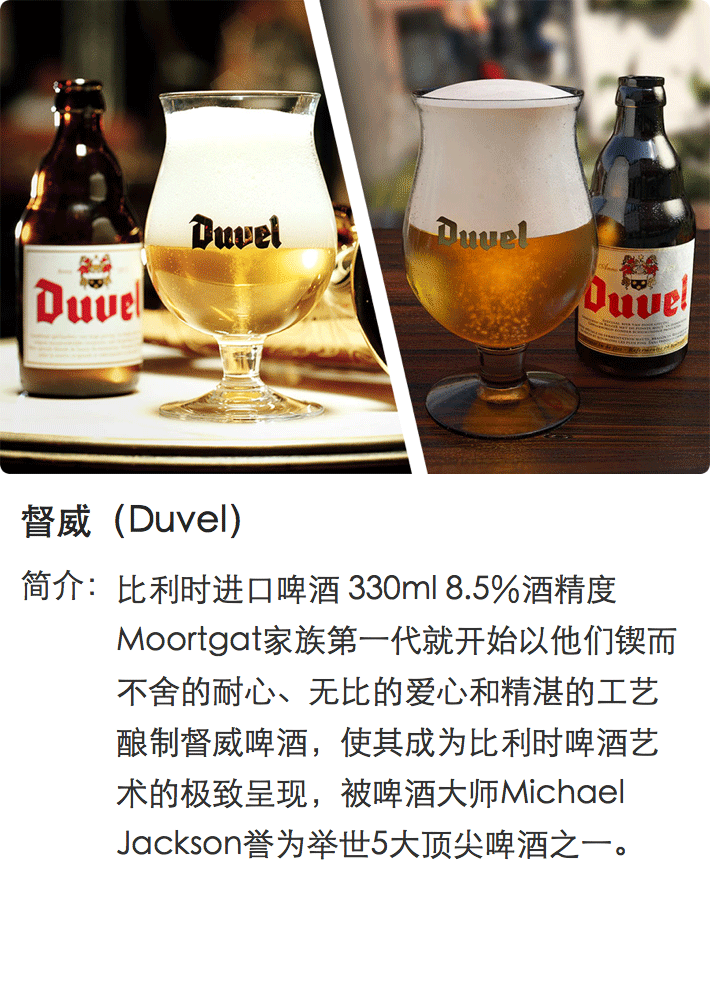 Duvel
Duvel
Duvel
Duvel
督威（Duvel）
简介：比利时进口啤酒 330ml 8.5%酒精度
Moortgat家族第一代就开始以他们锲而
不舍的耐心、无比的爱心和精湛的工艺
酿制督威啤酒，使其成为比利时啤酒艺
术的极致呈现，被啤酒大师Michael
Jackson誉为举世5大顶尖啤酒之一。